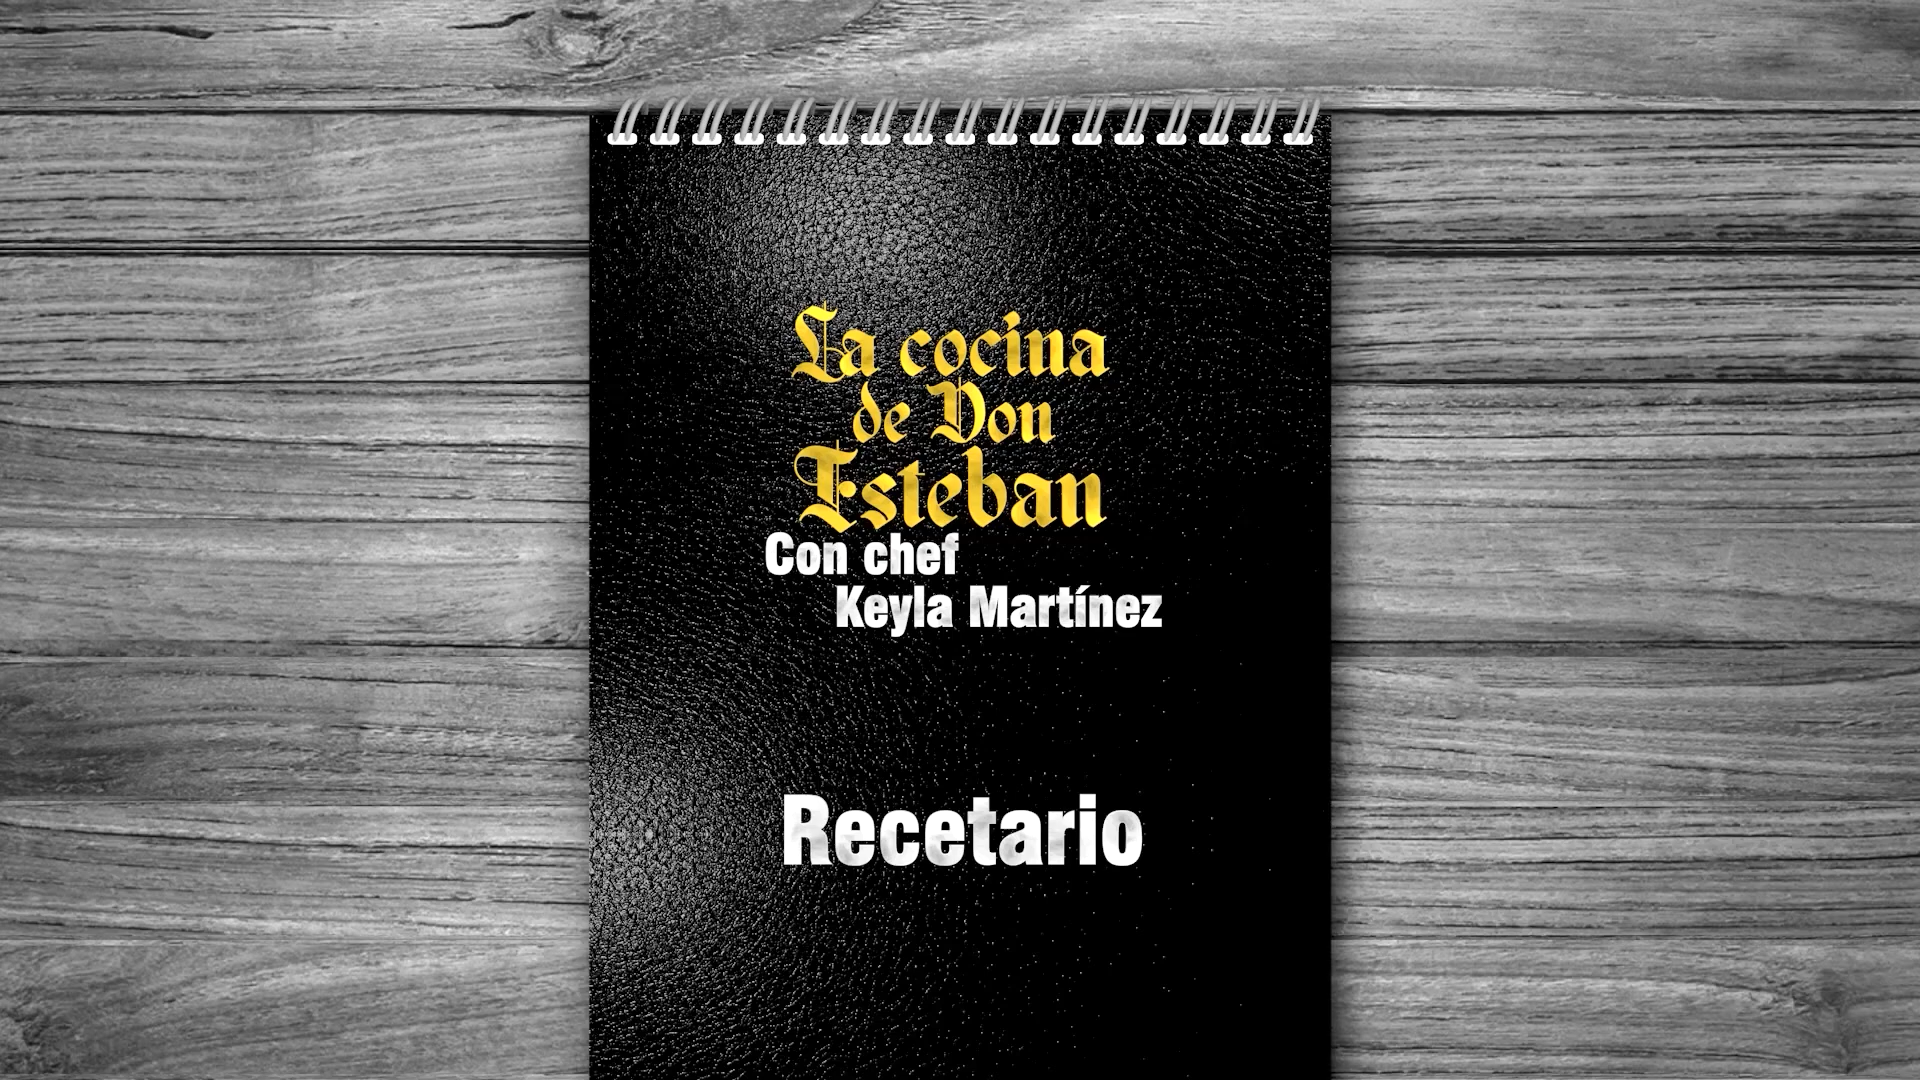 La cocina
de Don
Esteban
Con chef
Keyla Martínez
Recetario